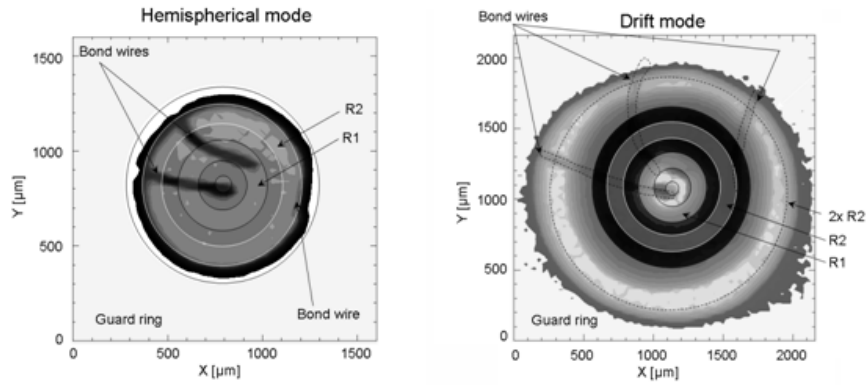 Hemispherical mode
Bond wires
R2
R1
Bond wire
Guard ring
Y [µm]
1600
1500
1000
500
0
0 500 1000 1500
X [µm]
Bond wires
Drift mode
2x R2
R2
R1
Guard ring
Y [µm]
2000
1500
1000
500
0
0 500 1000 1500 2000
X [µm]